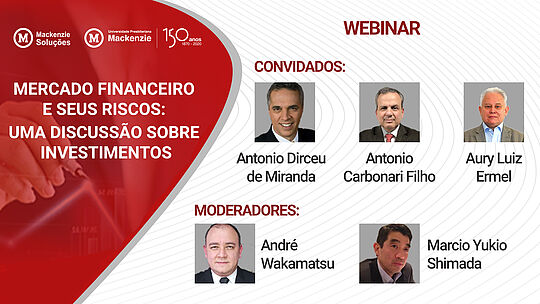 Mackenzie
Soluções
Universidade Presbiteriana
Mackenzie
150 anos
1870 - 2020
MERCADO FINANCEIRO
E SEUS RISCOS:
UMA DISCUSSÃO SOBRE
INVESTIMENTOS
WEBINAR
CONVIDADOS:
Antonio Dirceu
de Miranda
Antonio
Carbonari Filho
Aury Luiz
Ermel
MODERADORES:
André
Wakamatsu
Marcio Yukio
Shimada